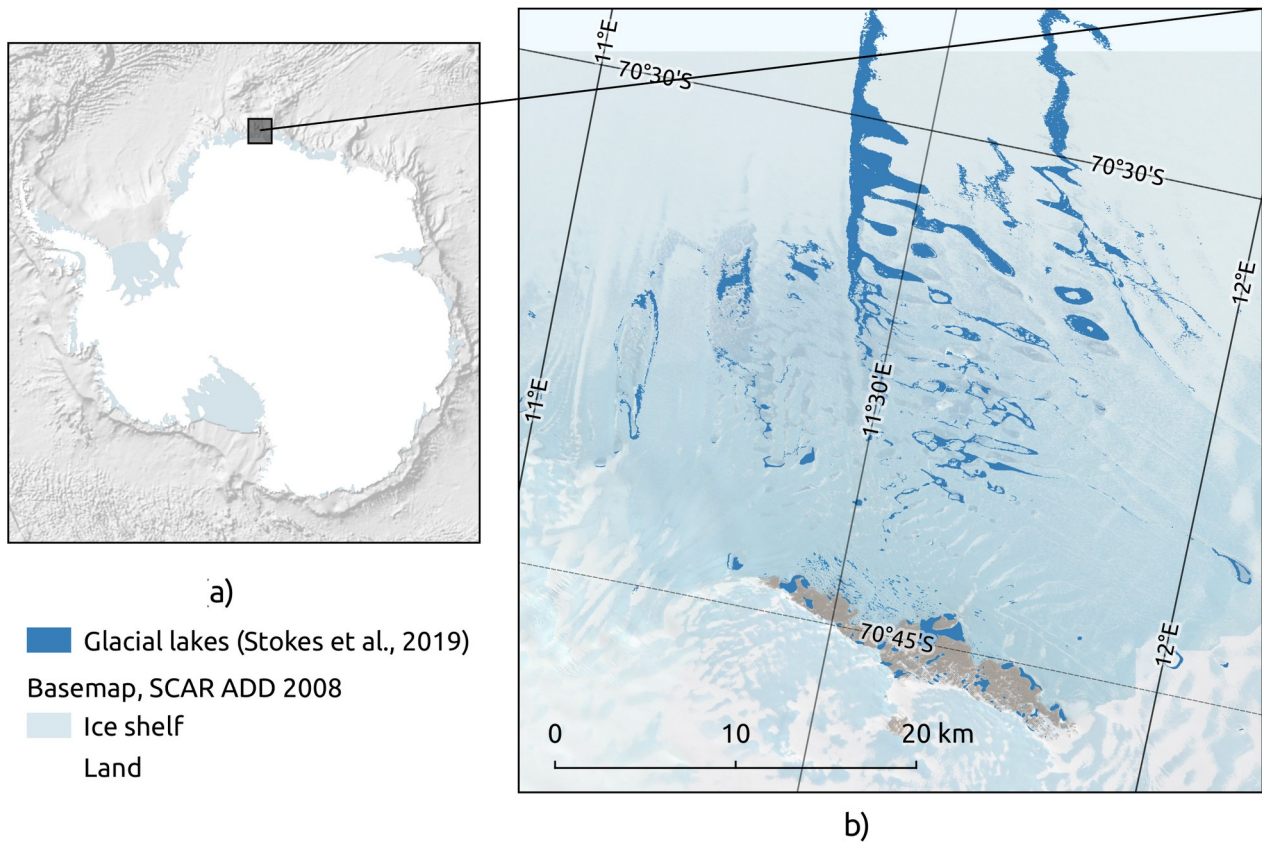 a)
Glacial lakes (Stokes et al., 2019)
Basemap, SCAR ADD 2008
Ice shelf
Land
11°E
70°30'S
70°30'S
12°E
11°E
11°30'E
70°45'S
12°E
0 10 20 km
b)